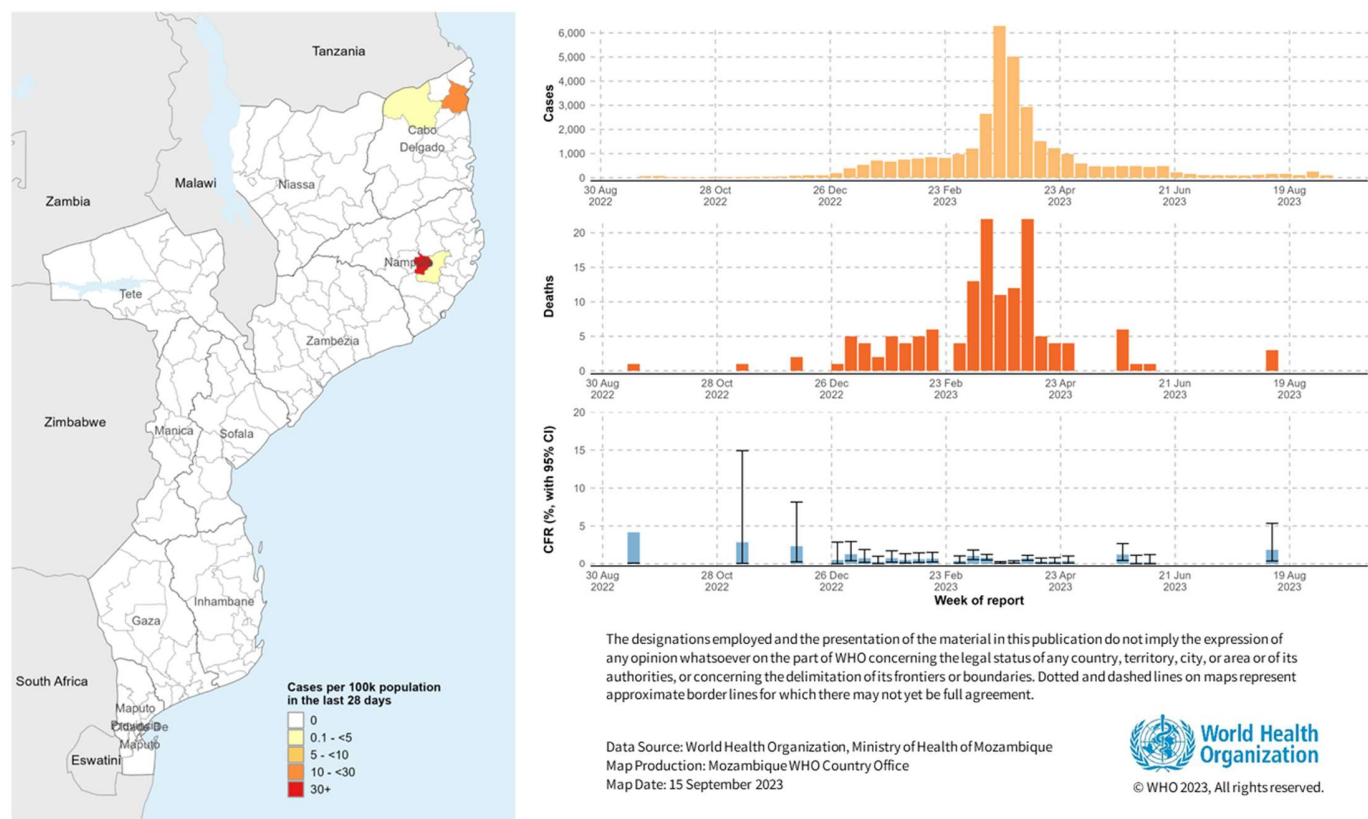 Tanzania
Cabo
Delgado
Malawi
Niassa
Zambia
Tete
Zambezia
Zimbabwe
Manica
Sofala
Inhambane
Gaza
South Africa
Maputo
Cidade De
Maputo
Eswatini
Cases per 100k population
in the last 28 days
0
0.1 - <5
5 - <10
10 - <30
30+
Cases
6,000
5,000
4,000
3,000
2,000
1,000
0
30 Aug 28 Oct 26 Dec 23 Feb 23 Apr 21 Jun 19 Aug
2022 2022 2022 2023 2023 2023 2023
Deaths
20
15
10
5
0
30 Aug 28 Oct 26 Dec 23 Feb 23 Apr 21 Jun 19 Aug
2022 2022 2022 2023 2023 2023 2023
CFR (%, with 95% CI)
20
15
10
5
0
30 Aug 28 Oct 26 Dec 23 Feb 23 Apr 21 Jun 19 Aug
2022 2022 2022 2023 2023 2023 2023
Week of report
The designations employed and the presentation of the material in this publication do not imply the expression of
any opinion whatsoever on the part of WHO concerning the legal status of any country, territory, city, or area or of its
authorities, or concerning the delimitation of its frontiers or boundaries. Dotted and dashed lines on maps represent
approximate border lines for which there may not yet be full agreement.
Data Source: World Health Organization, Ministry of Health of Mozambique
Map Production: Mozambique WHO Country Office
Map Date: 15 September 2023
World Health
Organization
© WHO 2023, All rights reserved.